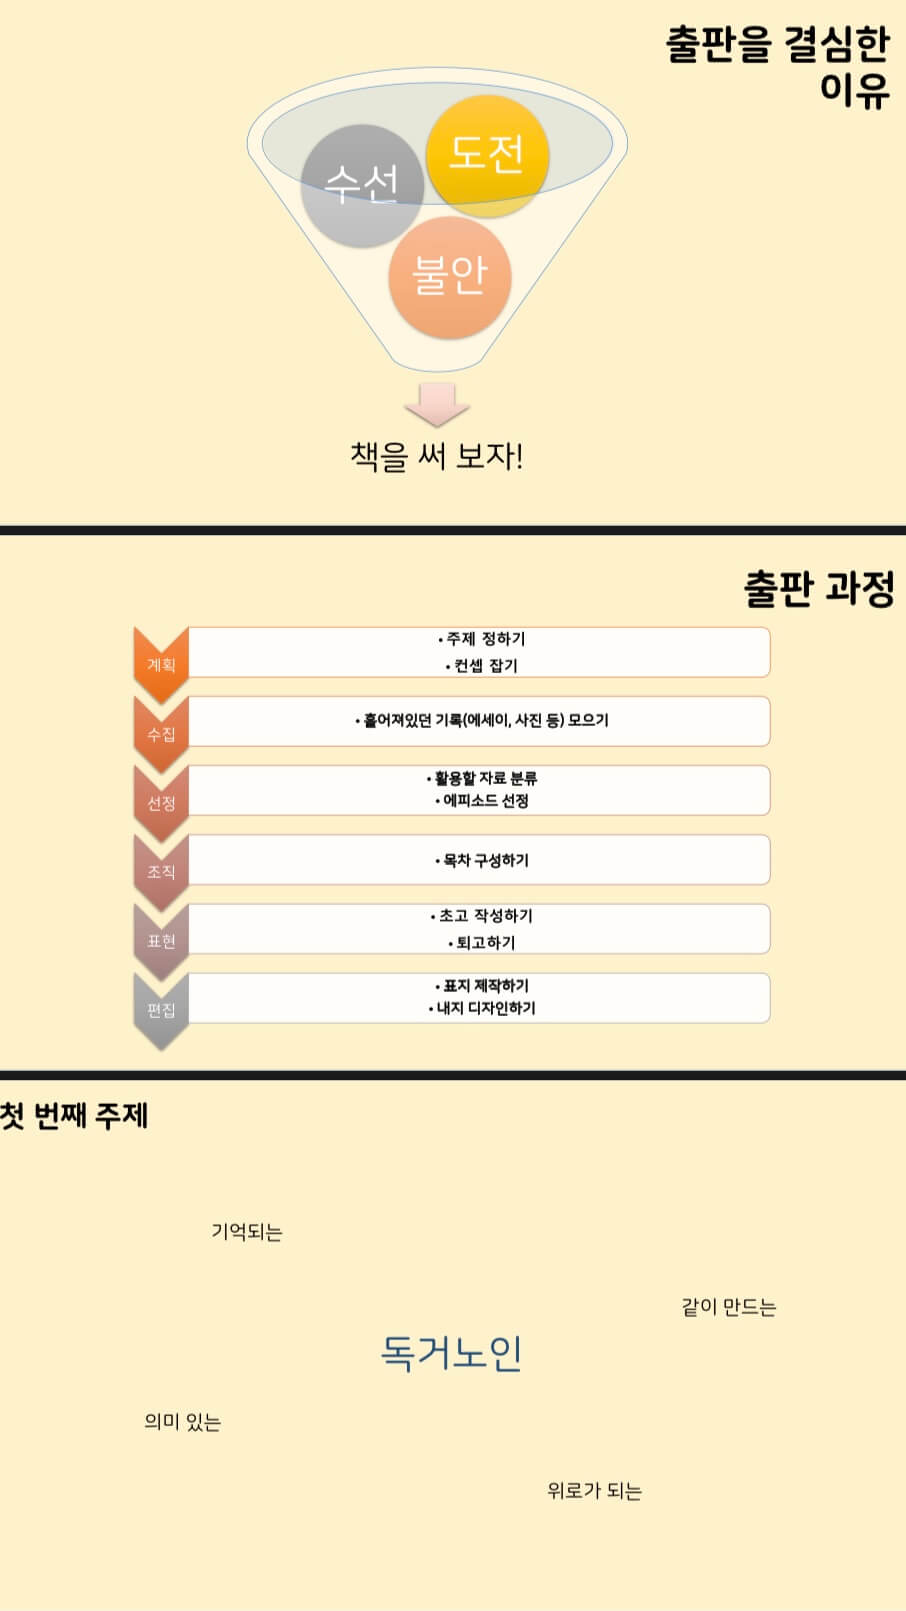 출판을 결심한
이유
수선
도전
불안
책을 써 보자!
출판 과정
계획
• 주제 정하기
• 컨셉 잡기
수집
• 흩어져있던 기록(에세이, 사진 등) 모으기
선정
• 활용할 자료 분류
• 에피소드 선정
조직
• 목차 구성하기
표현
• 초고 작성하기
• 퇴고하기
편집
• 표지 제작하기
• 내지 디자인하기
첫 번째 주제
기억되는
같이 만드는
독거노인
의미 있는
위로가 되는